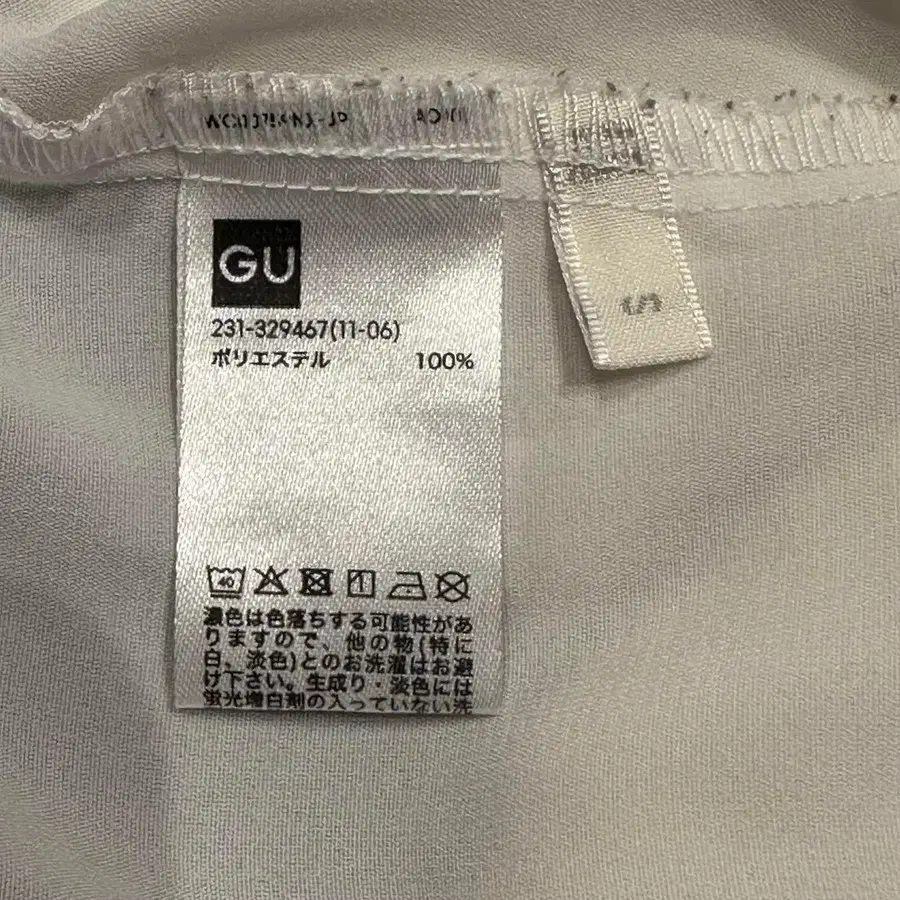 GU
231-329467(11-06)
ポリエステル 100%
S
40
濃色は色落ちする可能性があ
りますので、他の物(特に
白、淡色)とのお洗濯はお避
け下さい。生成り・淡色には
蛍光増白剤の入っていない洗